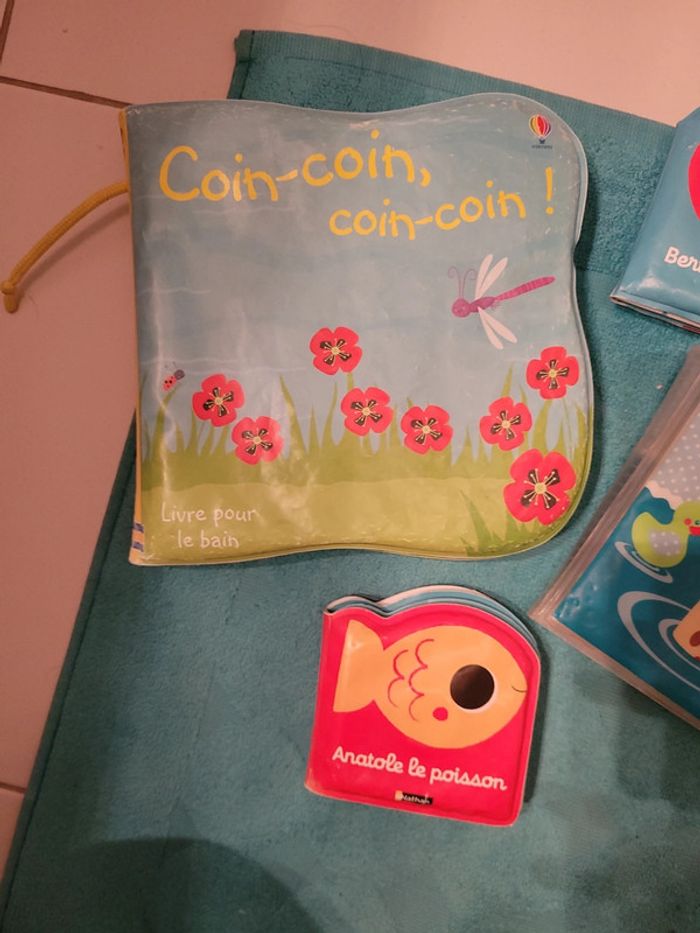 Coin-coin,
coin-coin !
Livre pour
le bain
Anatole le poisson
Nathan
Ber